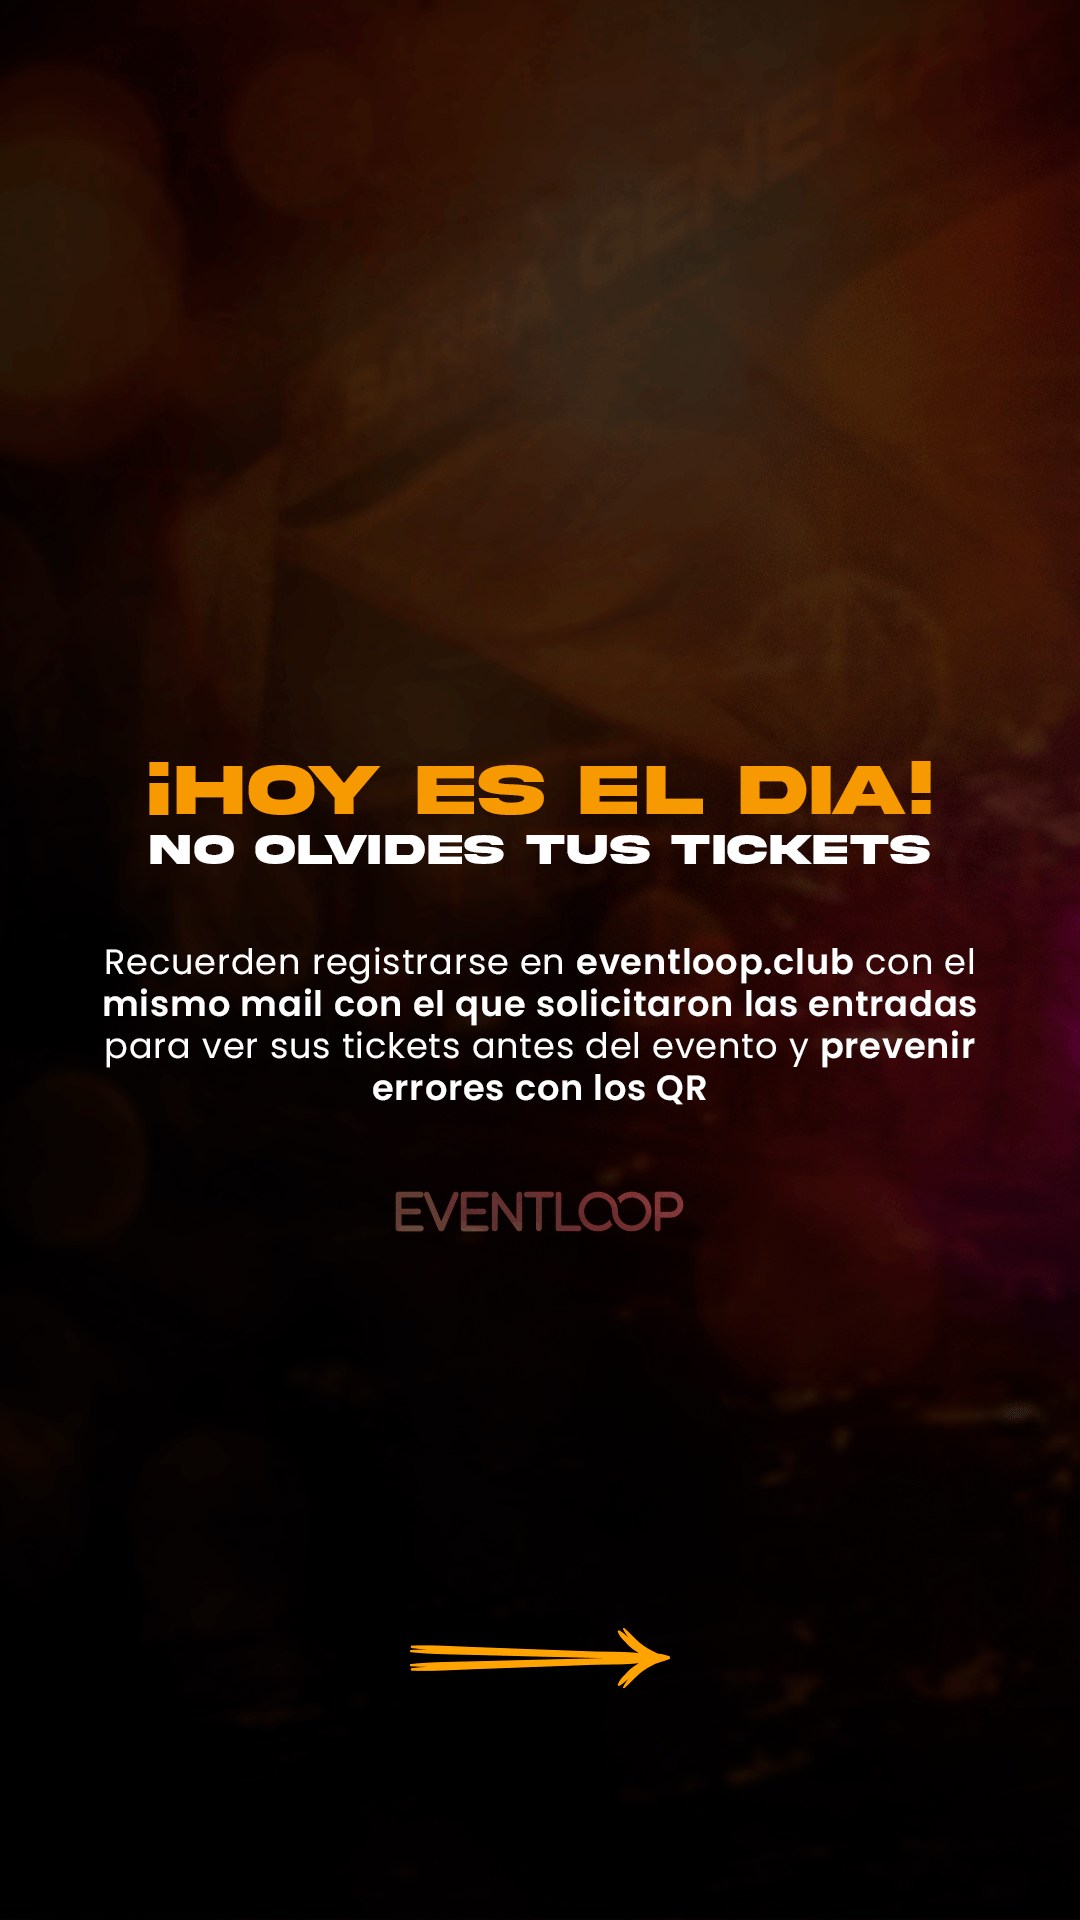 ¡HOY ES EL DIA!
NO OLVIDES TUS TICKETS
Recuerden registrarse en eventloop.club con el
mismo mail con el que solicitaron las entradas
para ver sus tickets antes del evento y prevenir
errores con los QR
EVENTLOOP